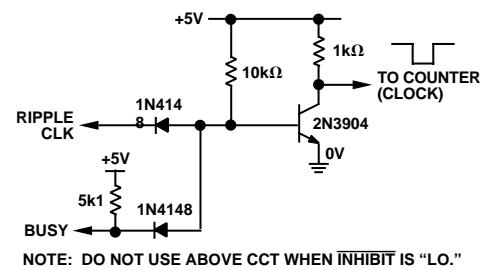 +5V
10kΩ
1kΩ
TO COUNTER
(CLOCK)
1N414
8
2N3904
RIPPLE
CLK
0V
+5V
5k1
1N4148
BUSY
NOTE: DO NOT USE ABOVE CCT WHEN INHIBIT IS “LO.”